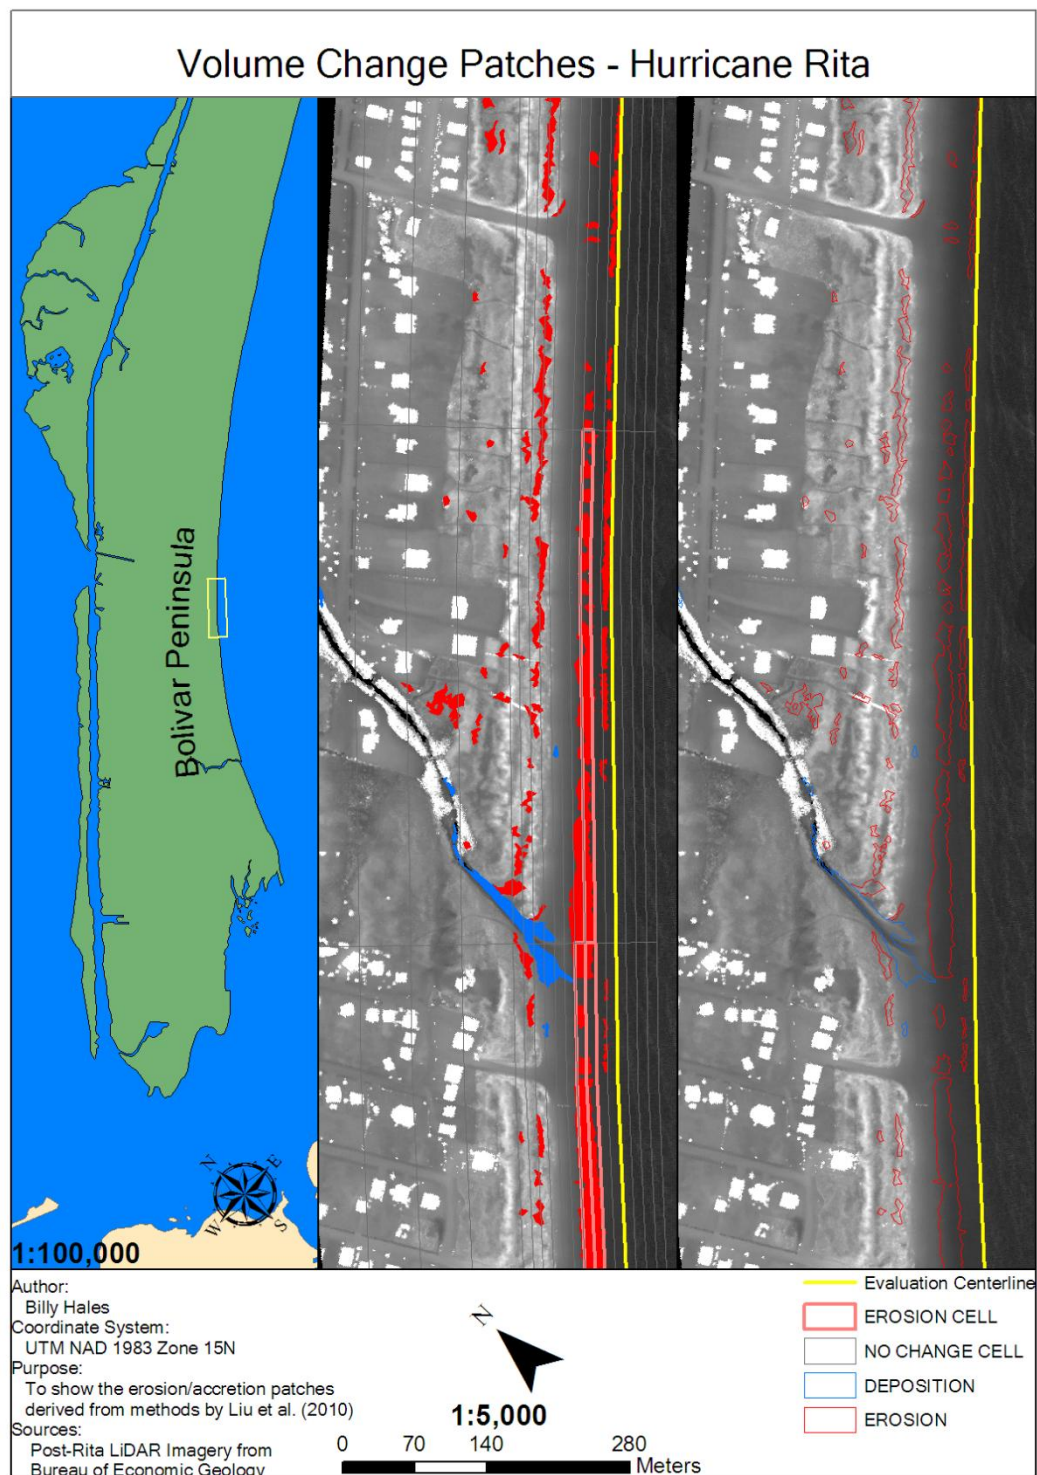 Volume Change Patches - Hurricane Rita
Bolivar Peninsula
N
E
W
S
1:100,000
Author:
Billy Hales
Coordinate System:
UTM NAD 1983 Zone 15N
Purpose:
To show the erosion/accretion patches
derived from methods by Liu et al. (2010)
Sources:
Post-Rita LiDAR Imagery from
Bureau of Economic Geology
N
1:5,000
0 70 140 280
Meters
Evaluation Centerline
EROSION CELL
NO CHANGE CELL
DEPOSITION
EROSION